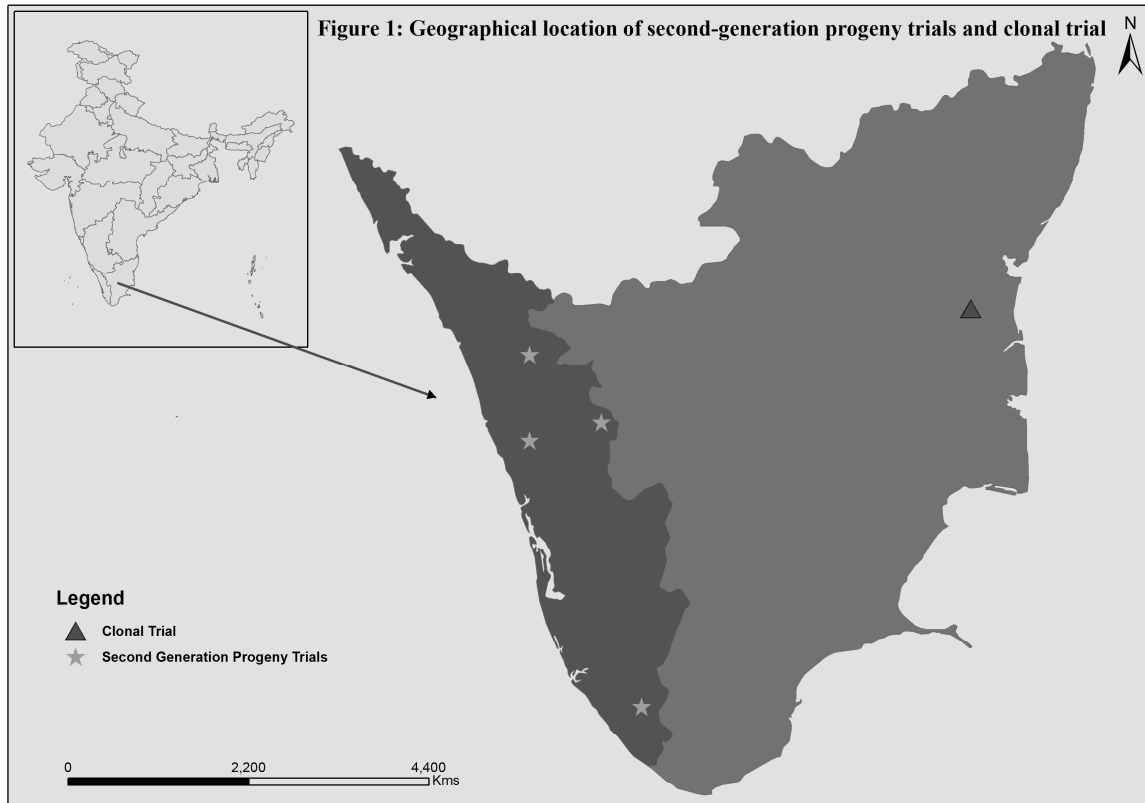 Figure 1: Geographical location of second-generation progeny trials and clonal trial
N
Legend
Clonal Trial
Second Generation Progeny Trials
0 2,200 4,400
Kms